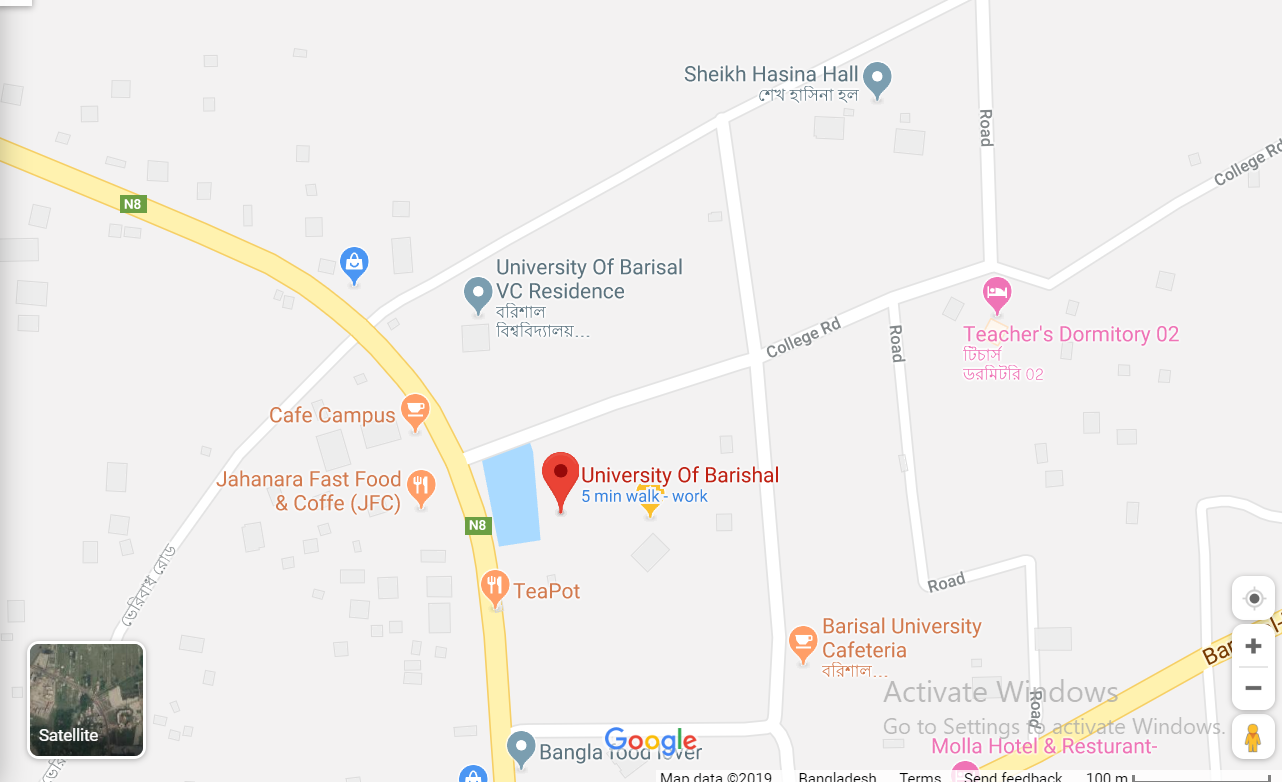 Sheikh Hasina Hall
শেখ হাসিনা হল
Road
College Rd
N8
University Of Barisal
VC Residence
বরিশাল
বিশ্ববিদ্যালয়...
College Rd
Road
Teacher's Dormitory 02
টিচার্স
ডরমিটরি 02
Cafe Campus
Jahanara Fast Food
& Coffe (JFC)
University Of Barishal
5 min walk - work
N8
ভেরিবাধ রোড
TeaPot
Road
Barisal University
Cafeteria
বরিশাল...
Satellite
Activate Windows
Go to Settings to activate Windows.
Road
Molla Hotel & Resturant-
Google
Bangla food lover
Map data ©2019 Bangladesh Terms Send feedback 100 m